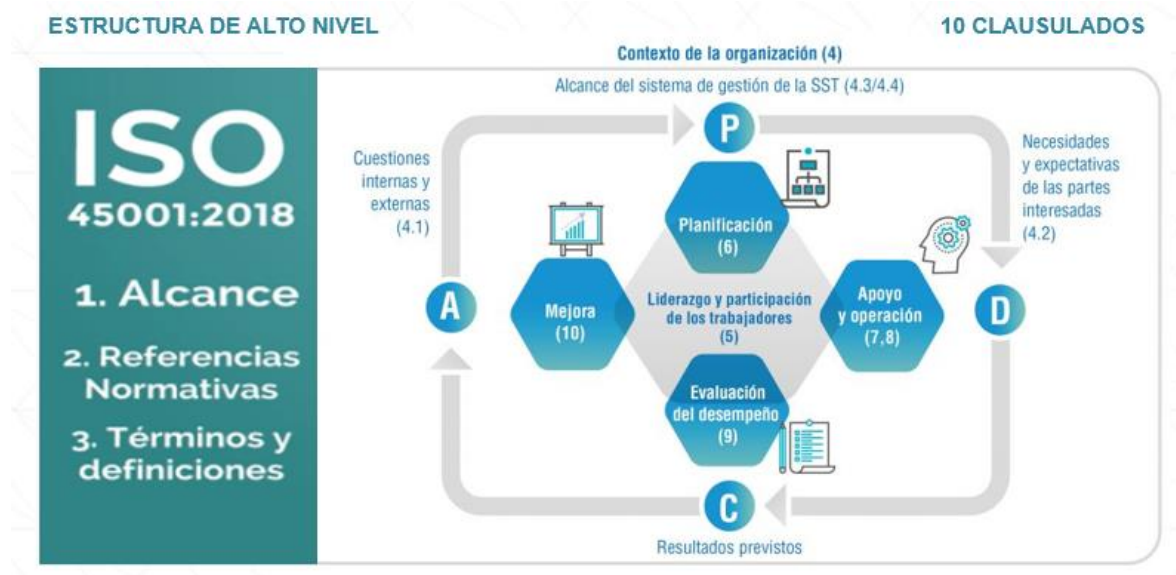 ESTRUCTURA DE ALTO NIVEL
10 CLAUSULADOS
ISO
45001:2018
1. Alcance
2. Referencias
Normativas
3. Términos y
definiciones
Contexto de la organización (4)
Alcance del sistema de gestión de la SST (4.3/4.4)
P
Cuestiones
internas y
externas
(4.1)
Necesidades
y expectativas
de las partes
interesadas
(4.2)
Planificación
(6)
A
Mejora
(10)
Liderazgo y participación
de los trabajadores
(5)
Apoyo
y operación
(7,8)
D
Evaluación
del desempeño
(9)
C
Resultados previstos